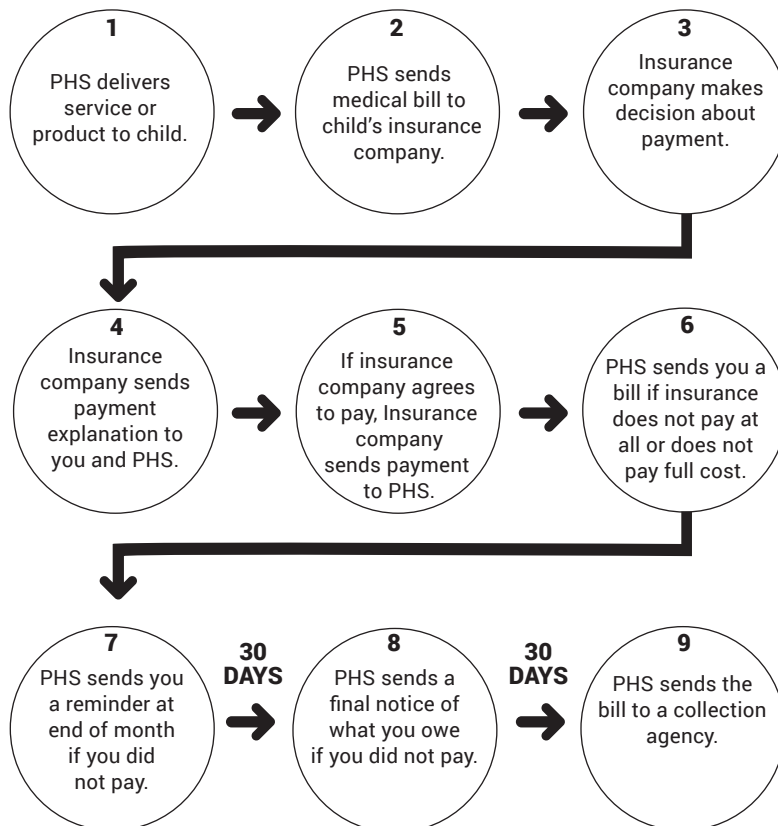 1
PHS delivers
service or
product to child.
2
PHS sends
medical bill to
child's insurance
company.
3
Insurance
company makes
decision about
payment.
4
Insurance
company sends
payment
explanation to
you and PHS.
5
If insurance
company agrees
to pay, Insurance
company
sends payment
to PHS.
6
PHS sends you a
bill if insurance
does not pay at
all or does not
pay full cost.
7
PHS sends you
a reminder at
end of month
if you did
not pay.
30
DAYS
8
PHS sends a
final notice of
what you owe
if you did not pay.
30
DAYS
9
PHS sends the
bill to a collection
agency.